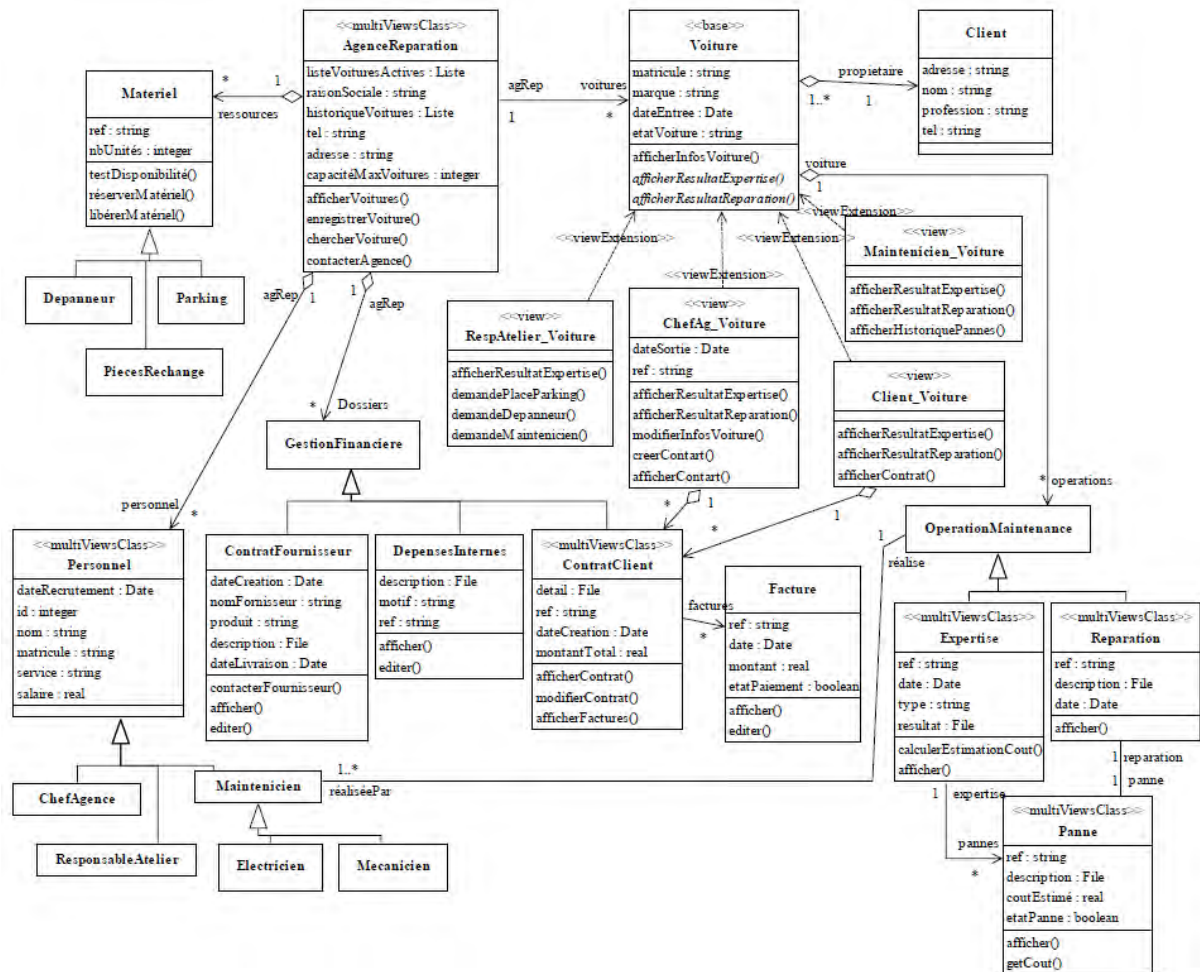 <<multiViewsClass>>
AgenceReparation
listeVoituresActives : Liste
raisonSociale : string
historiqueVoitures : Liste
tel : string
adresse : string
capacitéMaxVoitures : integer
afficherVoitures()
enregistrerVoiture()
chercherVoiture()
contacterAgence()
<<base>>
Voiture
matricule : string
marque : string
dateEntree : Date
etatVoiture : string
afficherInfosVoiture()
afficherResultatExpertise()
afficherResultatReparation()
Client
adresse : string
nom : string
profession : string
tel : string
Materiel
ref : string
nbUnités : integer
testDisponibilité()
réserverMatériel()
libérerMatériel()
* 1
ressources
agRep voitures
1 *
propietaire
1..* 1
voiture
1
Depanneur
Parking
PiecesRechange
agRep 1
1 agRep
* Dossiers
personnel *
<<viewExtension>>
<<viewExtension>>
<<viewExtension>>
<<viewExtension>>
<<view>>
Maintenicien_Voiture
afficherResultatExpertise()
afficherResultatReparation()
afficherHistoriquePannes()
<<view>>
RespAtelier_Voiture
afficherResultatExpertise()
demandePlaceParking()
demandeDepanneur()
demandeMaintenicien()
<<view>>
ChefAg_Voiture
dateSortie : Date
ref : string
afficherResultatExpertise()
afficherResultatReparation()
modifierInfosVoiture()
creerContart()
afficherContart()
<<view>>
Client_Voiture
afficherResultatExpertise()
afficherResultatReparation()
afficherContrat()
* 1
* 1
* operations
GestionFinanciere
OperationMaintenance
1
réalise
<<multiViewsClass>>
Personnel
dateRecrutement : Date
id : integer
nom : string
matricule : string
service : string
salaire : real
ContratFournisseur
dateCreation : Date
nomFornisseur : string
produit : string
description : File
dateLivraison : Date
contacterFournisseur()
afficher()
editer()
DepensesInternes
description : File
motif : string
ref : string
afficher()
editer()
<<multiViewsClass>>
ContratClient
detail : File
ref : string
dateCreation : Date
montantTotal : real
afficherContrat()
modifierContrat()
afficherFactures()
factures
*
Facture
ref : string
date : Date
montant : real
etatPaiement : boolean
afficher()
editer()
<<multiViewsClass>>
Expertise
ref : string
date : Date
type : string
resultat : File
calculerEstimationCout()
afficher()
<<multiViewsClass>>
Reparation
ref : string
description : File
date : Date
afficher()
ChefAgence
ResponsableAtelier
Maintenicien
1..*
réaliséePar
Electricien
Mecanicien
1 reparation
1 panne
1 expertise
pannes
*
<<multiViewsClass>>
Panne
ref : string
description : File
coutEstimé : real
etatPanne : boolean
afficher()
getCout()